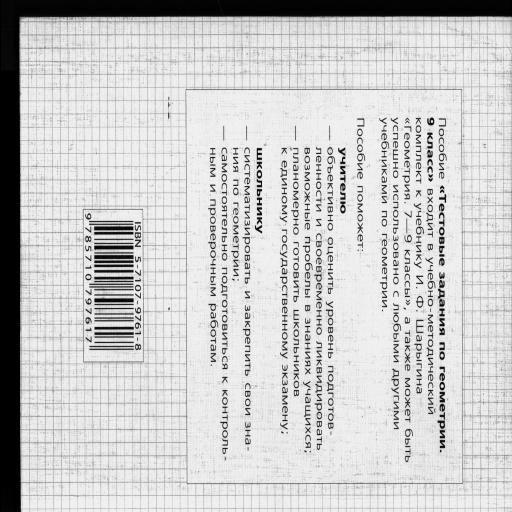 Пособие «Тестовые задания по геометрии.
9 класс» входит в учебно-методический
комплект к учебнику И. Ф. Шарыгина
«Геометрия. 7—9 классы», а также может быть
успешно использовано с любыми другими
учебниками по геометрии.
Пособие поможет:
учителю
— объективно оценить уровень подготов-
ленности и своевременно ликвидировать
возможные пробелы в знаниях учащихся;
— планомерно готовить школьников
к единому государственному экзамену;
школьнику
— систематизировать и закрепить свои зна-
ния по геометрии;
— самостоятельно подготовиться к контроль-
ным и проверочным работам.
ISBN 5-7107-9761-8
9 785710 797617